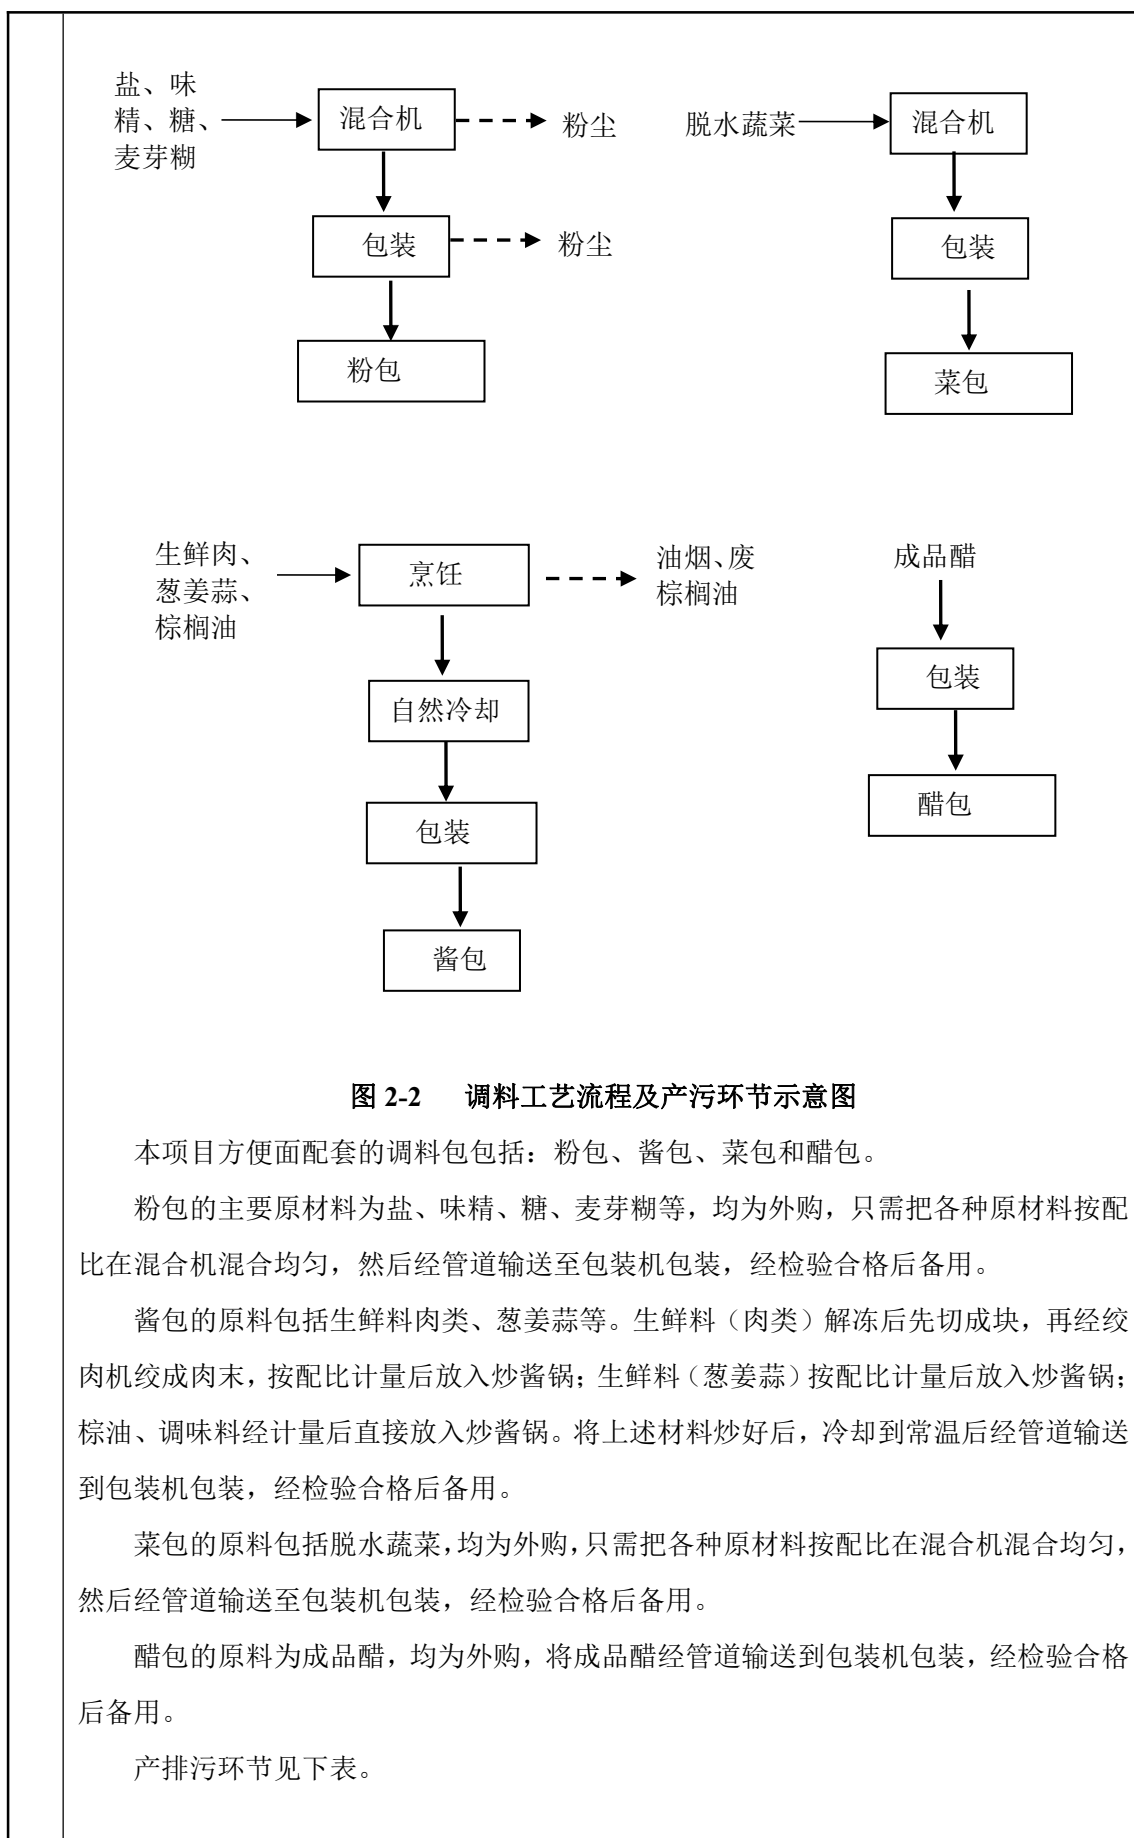 盐、味
精、糖、
麦芽糊
混合机
粉尘
包装
粉尘
粉包
脱水蔬菜
混合机
包装
菜包
生鲜肉、
葱姜蒜、
棕榈油
烹饪
油烟、废
棕榈油
自然冷却
包装
酱包
成品醋
包装
醋包
图 2-2 调料工艺流程及产污环节示意图
本项目方便面配套的调料包包括：粉包、酱包、菜包和醋包。
粉包的主要原材料为盐、味精、糖、麦芽糊等，均为外购，只需把各种原材料按配
比在混合机混合均匀，然后经管道输送至包装机包装，经检验合格后备用。
酱包的原料包括生鲜料肉类、葱姜蒜等。生鲜料（肉类）解冻后先切成块，再经绞
肉机绞成肉末，按配比计量后放入炒酱锅；生鲜料（葱姜蒜）按配比计量后放入炒酱锅；
棕油、调味料经计量后直接放入炒酱锅。将上述材料炒好后，冷却到常温后经管道输送
到包装机包装，经检验合格后备用。
菜包的原料包括脱水蔬菜，均为外购，只需把各种原材料按配比在混合机混合均匀，
然后经管道输送至包装机包装，经检验合格后备用。
醋包的原料为成品醋，均为外购，将成品醋经管道输送到包装机包装，经检验合格
后备用。
产排污环节见下表。